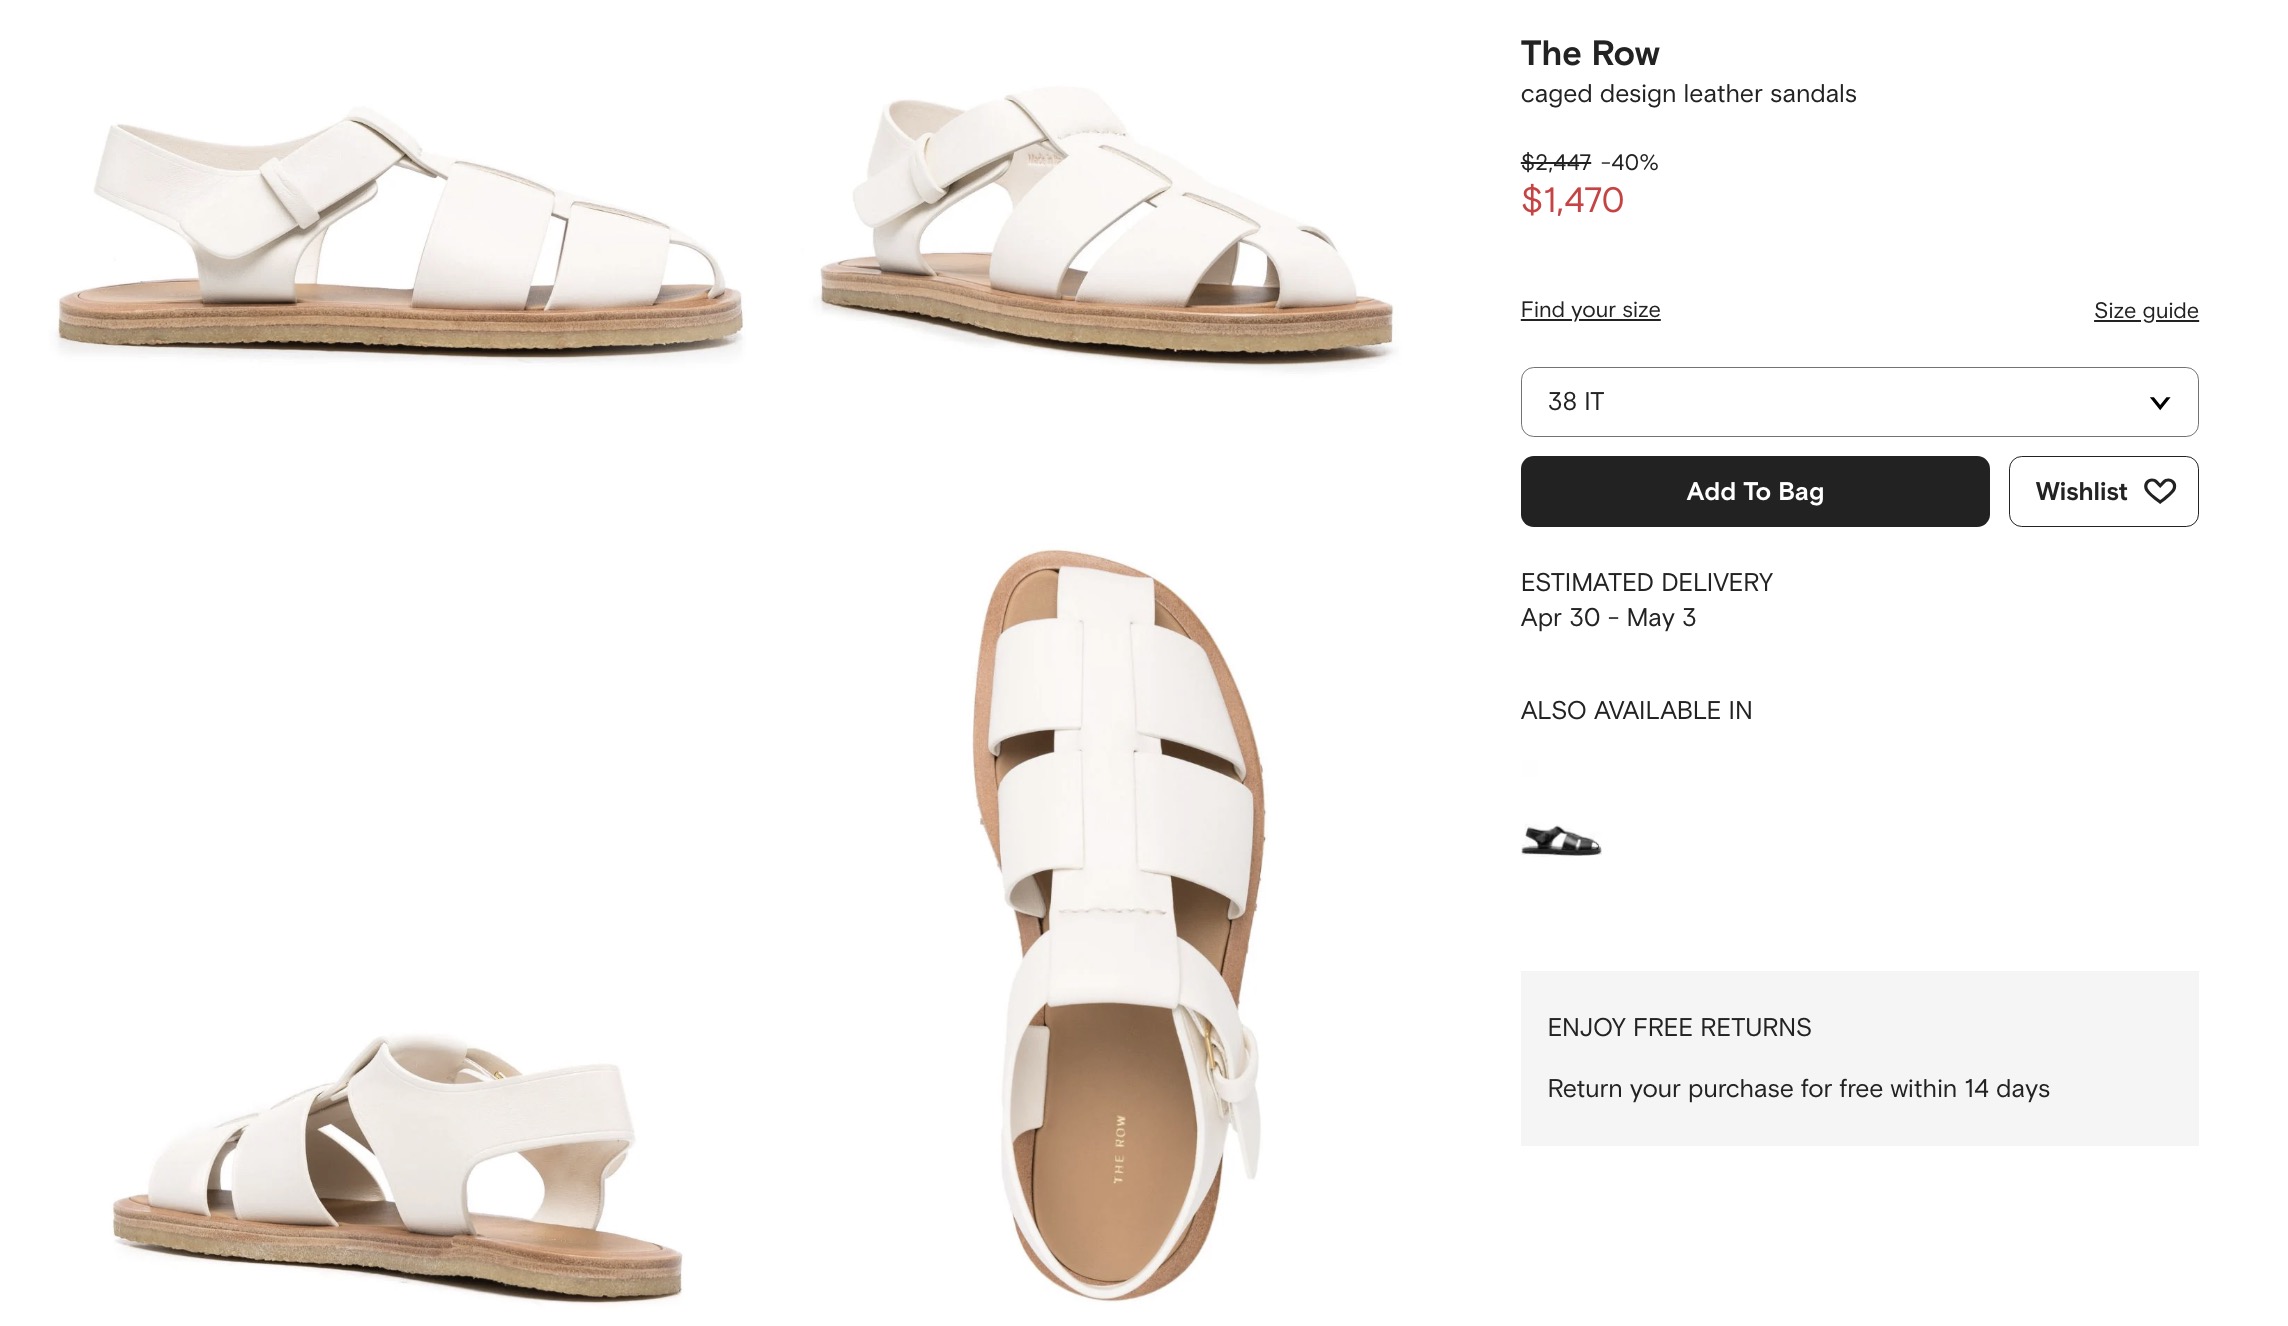 The Row
caged design leather sandals
$2,447 -40%
$1,470
Find your size
Size guide
38 IT
Add To Bag
Wishlist
ESTIMATED DELIVERY
Apr 30 - May 3
ALSO AVAILABLE IN
ENJOY FREE RETURNS
Return your purchase for free within 14 days
THE ROW